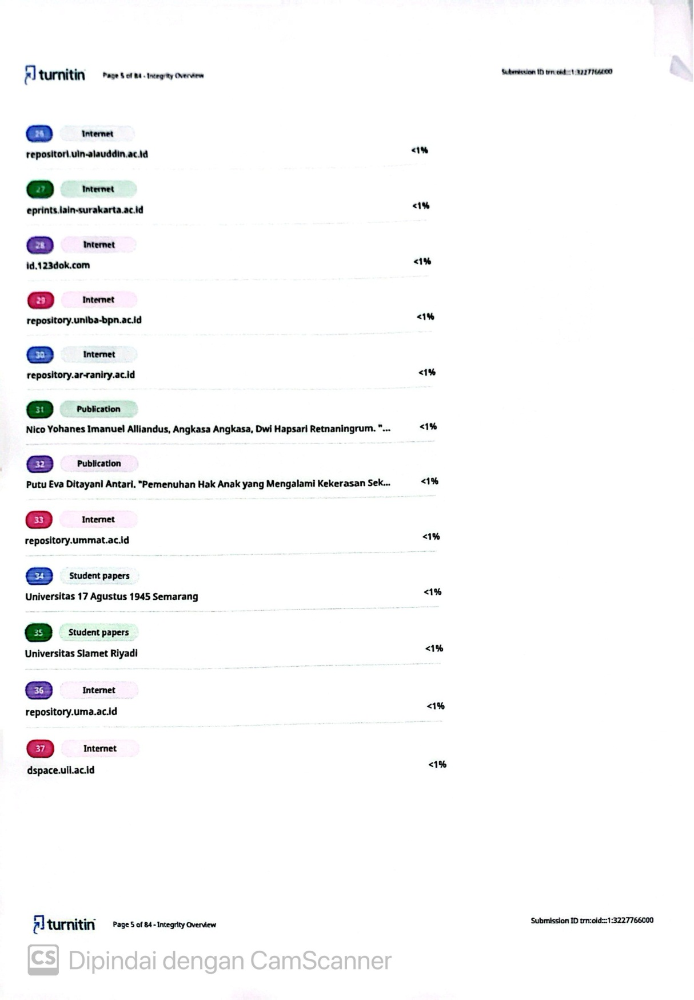 turnitin Page 5 of 84 - Integrity Overview Submission ID trn:oid:::1:3227766000
26 Internet
repositori.uin-alauddin.ac.id <1%
27 Internet
eprints.iain-surakarta.ac.id <1%
28 Internet
id.123dok.com <1%
29 Internet
repository.uniba-bpn.ac.id <1%
30 Internet
repository.ar-raniry.ac.id <1%
31 Publication
Nico Yohanes Imanuel Alliandus, Angkasa Angkasa, Dwi Hapsari Retnaningrum. "... <1%
32 Publication
Putu Eva Ditayani Antari. "Pemenuhan Hak Anak yang Mengalami Kekerasan Sek... <1%
33 Internet
repository.ummat.ac.id <1%
34 Student papers
Universitas 17 Agustus 1945 Semarang <1%
35 Student papers
Universitas Slamet Riyadi <1%
36 Internet
repository.uma.ac.id <1%
37 Internet
dspace.uii.ac.id <1%
turnitin Page 5 of 84 - Integrity Overview Submission ID trn:oid:::1:3227766000
CS Dipindai dengan CamScanner